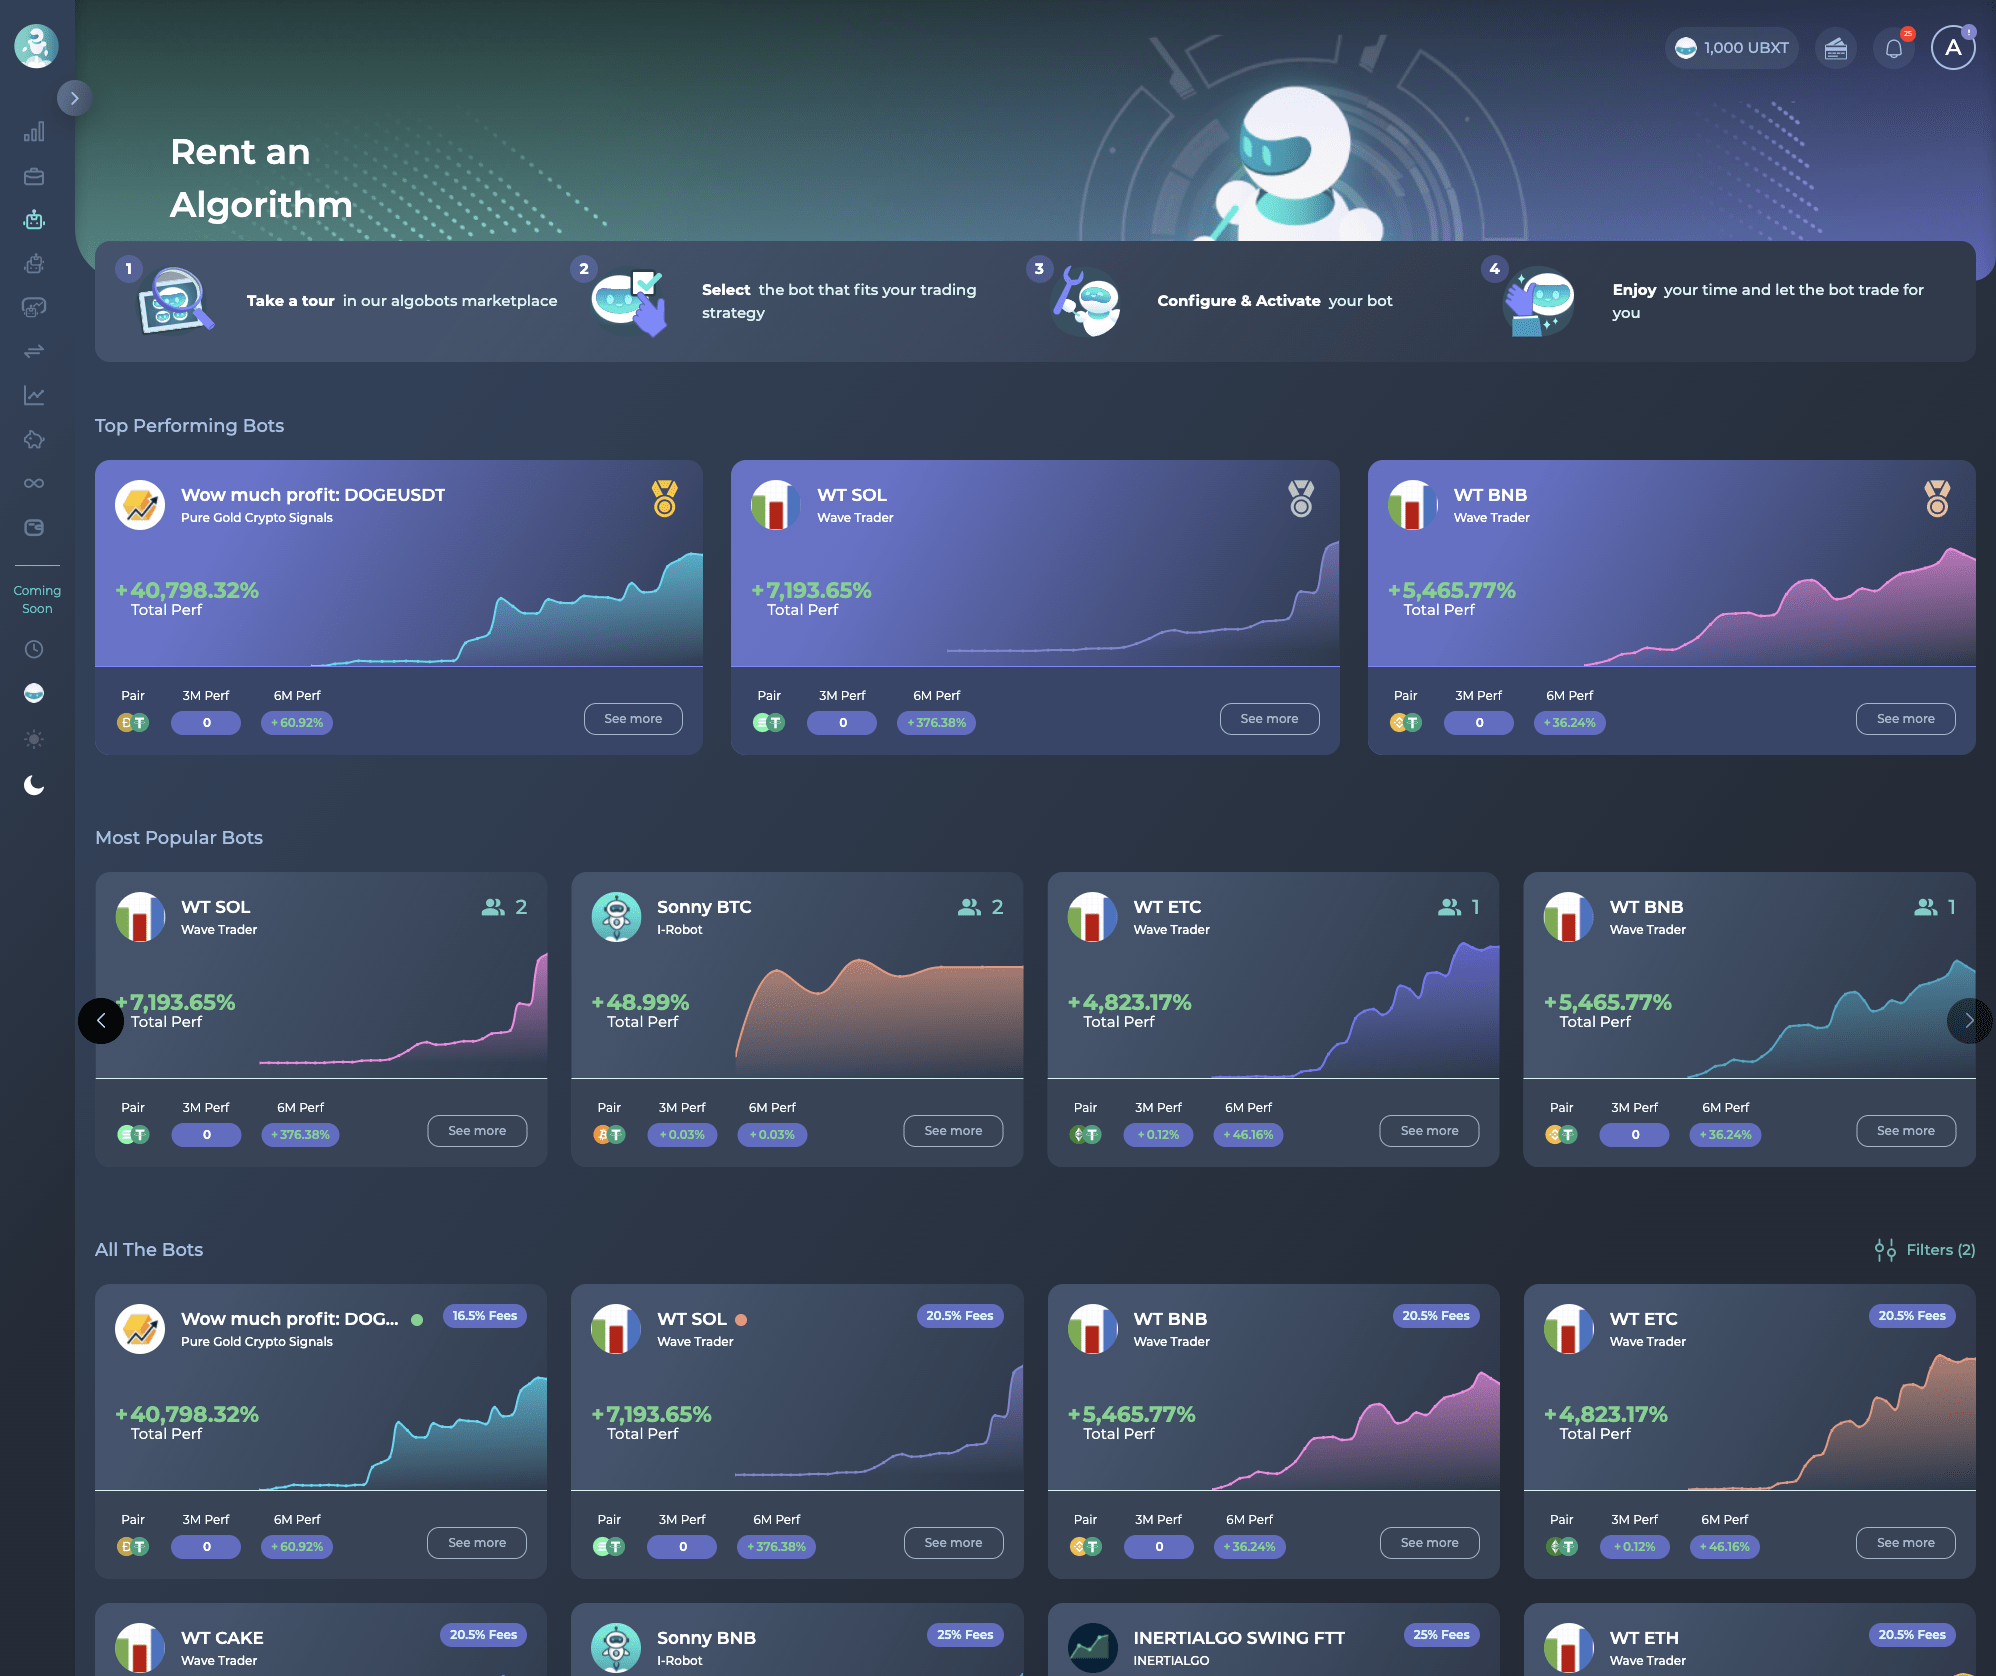 1,000 UBXT
25
A
!
Rent an
Algorithm
1
Take a tour in our algobots marketplace
2
Select the bot that fits your trading
strategy
3
Configure & Activate your bot
4
Enjoy your time and let the bot trade for
you
Coming
Soon
Top Performing Bots
Wow much profit: DOGEUSDT
Pure Gold Crypto Signals
+40,798.32%
Total Perf
Pair 3M Perf 6M Perf
0 +60.92% See more
WT SOL
Wave Trader
+7,193.65%
Total Perf
Pair 3M Perf 6M Perf
0 +376.38% See more
WT BNB
Wave Trader
+5,465.77%
Total Perf
Pair 3M Perf 6M Perf
0 +36.24% See more
Most Popular Bots
WT SOL 2
Wave Trader
+7,193.65%
Total Perf
Pair 3M Perf 6M Perf
0 +376.38% See more
Sonny BTC 2
I-Robot
+48.99%
Total Perf
Pair 3M Perf 6M Perf
+0.03% +0.03% See more
WT ETC 1
Wave Trader
+4,823.17%
Total Perf
Pair 3M Perf 6M Perf
+0.12% +46.16% See more
WT BNB 1
Wave Trader
+5,465.77%
Total Perf
Pair 3M Perf 6M Perf
0 +36.24% See more
All The Bots
Filters (2)
Wow much profit: DOG... 16.5% Fees
Pure Gold Crypto Signals
+40,798.32%
Total Perf
Pair 3M Perf 6M Perf
0 +60.92% See more
WT SOL 20.5% Fees
Wave Trader
+7,193.65%
Total Perf
Pair 3M Perf 6M Perf
0 +376.38% See more
WT BNB 20.5% Fees
Wave Trader
+5,465.77%
Total Perf
Pair 3M Perf 6M Perf
0 +36.24% See more
WT ETC 20.5% Fees
Wave Trader
+4,823.17%
Total Perf
Pair 3M Perf 6M Perf
+0.12% +46.16% See more
WT CAKE 20.5% Fees
Wave Trader
Sonny BNB 25% Fees
I-Robot
INERTIALGO SWING FTT 25% Fees
INERTIALGO
WT ETH 20.5% Fees
Wave Trader